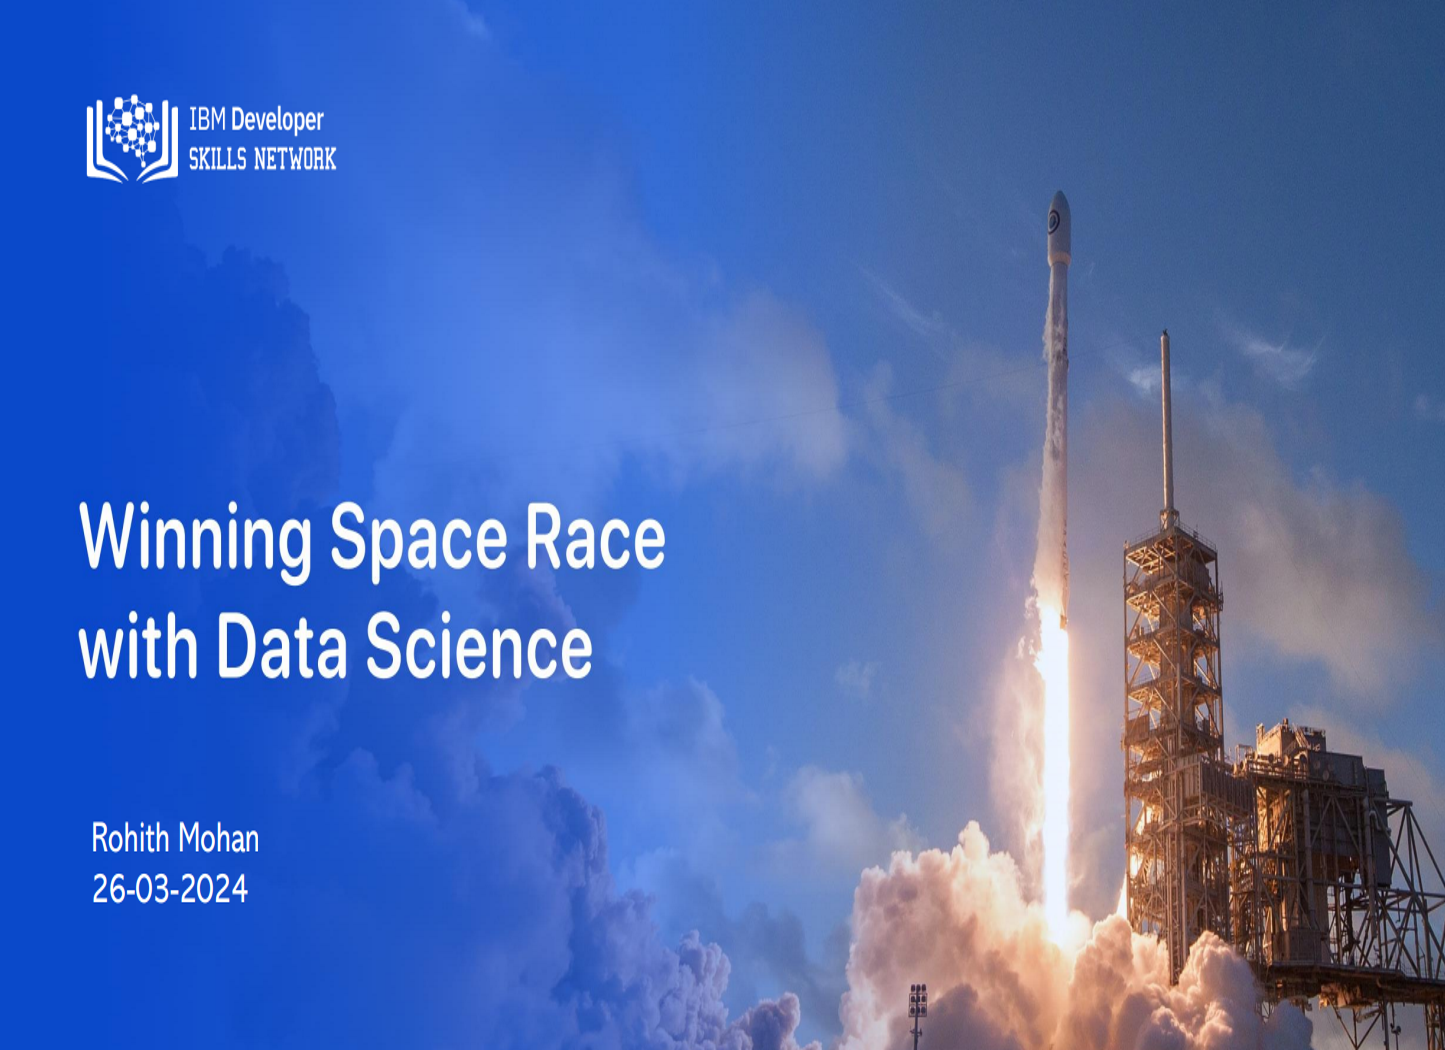 IBM Developer
SKILLS NETWORK
Winning Space Race
with Data Science
Rohith Mohan
26-03-2024